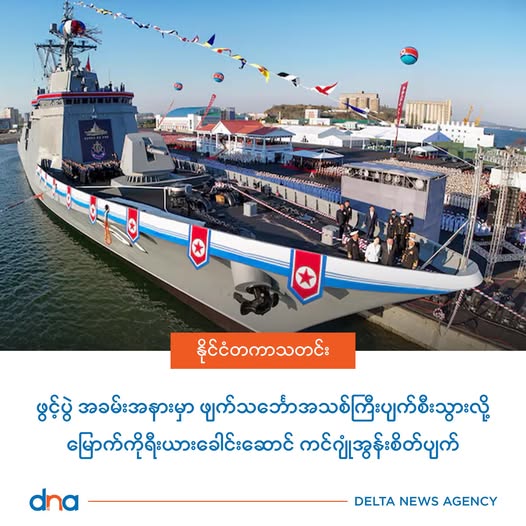 နိုင်ငံတကာသတင်း
ဖွင့်ပွဲ အခမ်းအနားမှာ ဖျက်သင်္ဘောအသစ်ကြီးပျက်စီးသွားလို့
မြောက်ကိုရီးယားခေါင်းဆောင် ကင်ဂျုံအွန်းစိတ်ပျက်
dna
DELTA NEWS AGENCY